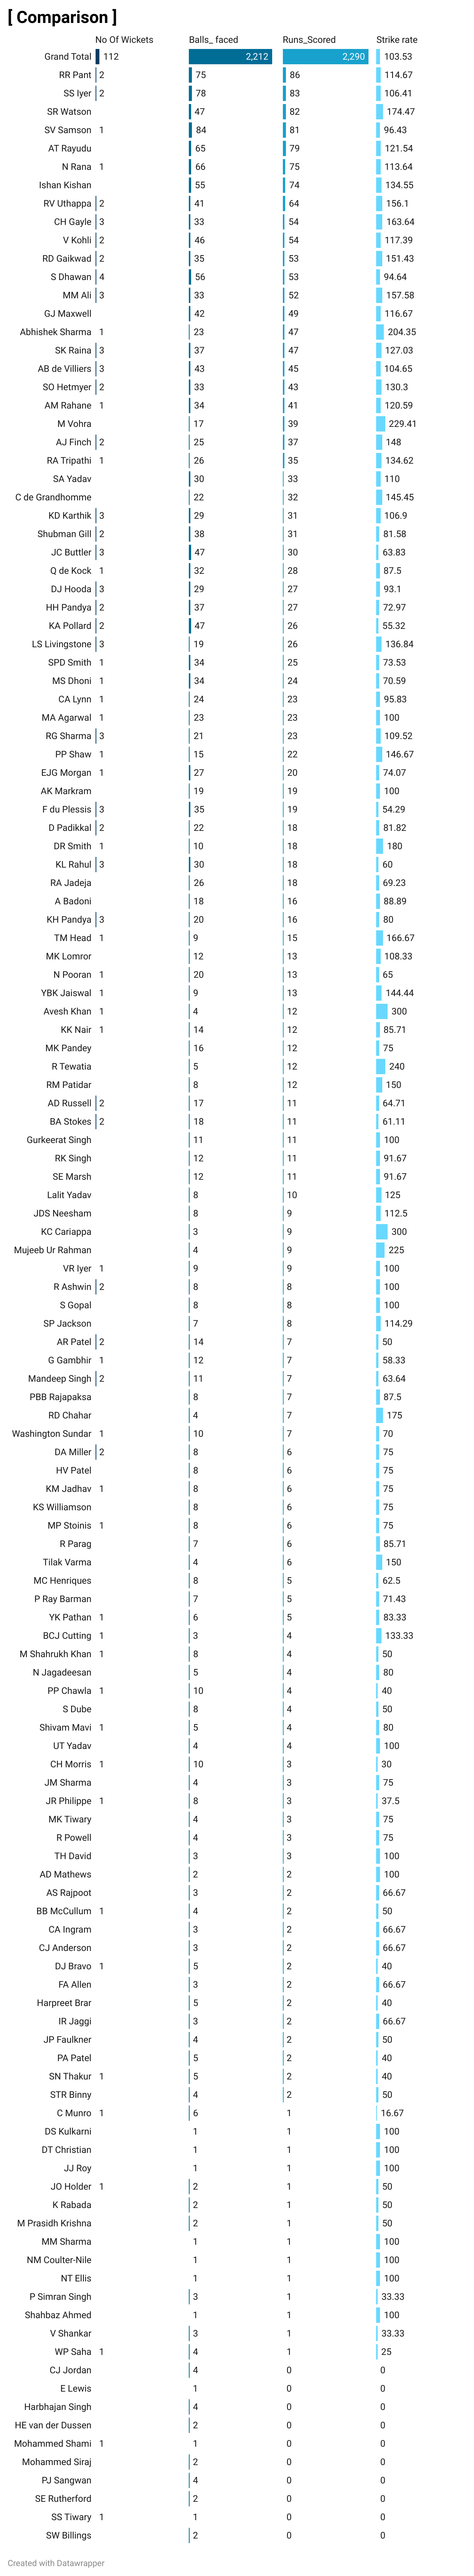 [ Comparison ]
No Of Wickets Balls_ faced Runs_Scored Strike rate
Grand Total 112 2,212 2,290 103.53
RR Pant 2 75 86 114.67
SS Iyer 2 78 83 106.41
SR Watson 47 82 174.47
SV Samson 1 84 81 96.43
AT Rayudu 65 79 121.54
N Rana 1 66 75 113.64
Ishan Kishan 55 74 134.55
RV Uthappa 2 41 64 156.1
CH Gayle 3 33 54 163.64
V Kohli 2 46 54 117.39
RD Gaikwad 2 35 53 151.43
S Dhawan 4 56 53 94.64
MM Ali 3 33 52 157.58
GJ Maxwell 42 49 116.67
Abhishek Sharma 1 23 47 204.35
SK Raina 3 37 47 127.03
AB de Villiers 3 43 45 104.65
SO Hetmyer 2 33 43 130.3
AM Rahane 1 34 41 120.59
M Vohra 17 39 229.41
AJ Finch 2 25 37 148
RA Tripathi 1 26 35 134.62
SA Yadav 30 33 110
C de Grandhomme 22 32 145.45
KD Karthik 3 29 31 106.9
Shubman Gill 2 38 31 81.58
JC Buttler 3 47 30 63.83
Q de Kock 1 32 28 87.5
DJ Hooda 3 29 27 93.1
HH Pandya 2 37 27 72.97
KA Pollard 2 47 26 55.32
LS Livingstone 3 19 26 136.84
SPD Smith 1 34 25 73.53
MS Dhoni 1 34 24 70.59
CA Lynn 1 24 23 95.83
MA Agarwal 1 23 23 100
RG Sharma 3 21 23 109.52
PP Shaw 1 15 22 146.67
EJG Morgan 1 27 20 74.07
AK Markram 19 19 100
F du Plessis 3 35 19 54.29
D Padikkal 2 22 18 81.82
DR Smith 1 10 18 180
KL Rahul 3 30 18 60
RA Jadeja 26 18 69.23
A Badoni 18 16 88.89
KH Pandya 3 20 16 80
TM Head 1 9 15 166.67
MK Lomror 12 13 108.33
N Pooran 1 20 13 65
YBK Jaiswal 1 9 13 144.44
Avesh Khan 1 4 12 300
KK Nair 1 14 12 85.71
MK Pandey 16 12 75
R Tewatia 5 12 240
RM Patidar 8 12 150
AD Russell 2 17 11 64.71
BA Stokes 2 18 11 61.11
Gurkeerat Singh 11 11 100
RK Singh 12 11 91.67
SE Marsh 12 11 91.67
Lalit Yadav 8 10 125
JDS Neesham 8 9 112.5
KC Cariappa 3 9 300
Mujeeb Ur Rahman 4 9 225
VR Iyer 1 9 9 100
R Ashwin 2 8 8 100
S Gopal 8 8 100
SP Jackson 7 8 114.29
AR Patel 2 14 7 50
G Gambhir 1 12 7 58.33
Mandeep Singh 2 11 7 63.64
PBB Rajapaksa 8 7 87.5
RD Chahar 4 7 175
Washington Sundar 1 10 7 70
DA Miller 2 8 6 75
HV Patel 8 6 75
KM Jadhav 1 8 6 75
KS Williamson 8 6 75
MP Stoinis 1 8 6 75
R Parag 7 6 85.71
Tilak Varma 4 6 150
MC Henriques 8 5 62.5
P Ray Barman 7 5 71.43
YK Pathan 1 6 5 83.33
BCJ Cutting 1 3 4 133.33
M Shahrukh Khan 1 8 4 50
N Jagadeesan 5 4 80
PP Chawla 1 10 4 40
S Dube 8 4 50
Shivam Mavi 1 5 4 80
UT Yadav 4 4 100
CH Morris 1 10 3 30
JM Sharma 4 3 75
JR Philippe 1 8 3 37.5
MK Tiwary 4 3 75
R Powell 4 3 75
TH David 3 3 100
AD Mathews 2 2 100
AS Rajpoot 3 2 66.67
BB McCullum 1 4 2 50
CA Ingram 3 2 66.67
CJ Anderson 3 2 66.67
DJ Bravo 1 5 2 40
FA Allen 3 2 66.67
Harpreet Brar 5 2 40
IR Jaggi 3 2 66.67
JP Faulkner 4 2 50
PA Patel 5 2 40
SN Thakur 1 5 2 40
STR Binny 4 2 50
C Munro 1 6 1 16.67
DS Kulkarni 1 1 100
DT Christian 1 1 100
JJ Roy 1 1 100
JO Holder 1 2 1 50
K Rabada 2 1 50
M Prasidh Krishna 2 1 50
MM Sharma 1 1 100
NM Coulter-Nile 1 1 100
NT Ellis 1 1 100
P Simran Singh 3 1 33.33
Shahbaz Ahmed 1 1 100
V Shankar 3 1 33.33
WP Saha 1 4 1 25
CJ Jordan 4 0 0
E Lewis 1 0 0
Harbhajan Singh 4 0 0
HE van der Dussen 2 0 0
Mohammed Shami 1 1 0 0
Mohammed Siraj 2 0 0
PJ Sangwan 4 0 0
SE Rutherford 2 0 0
SS Tiwary 1 1 0 0
SW Billings 2 0 0
Created with Datawrapper